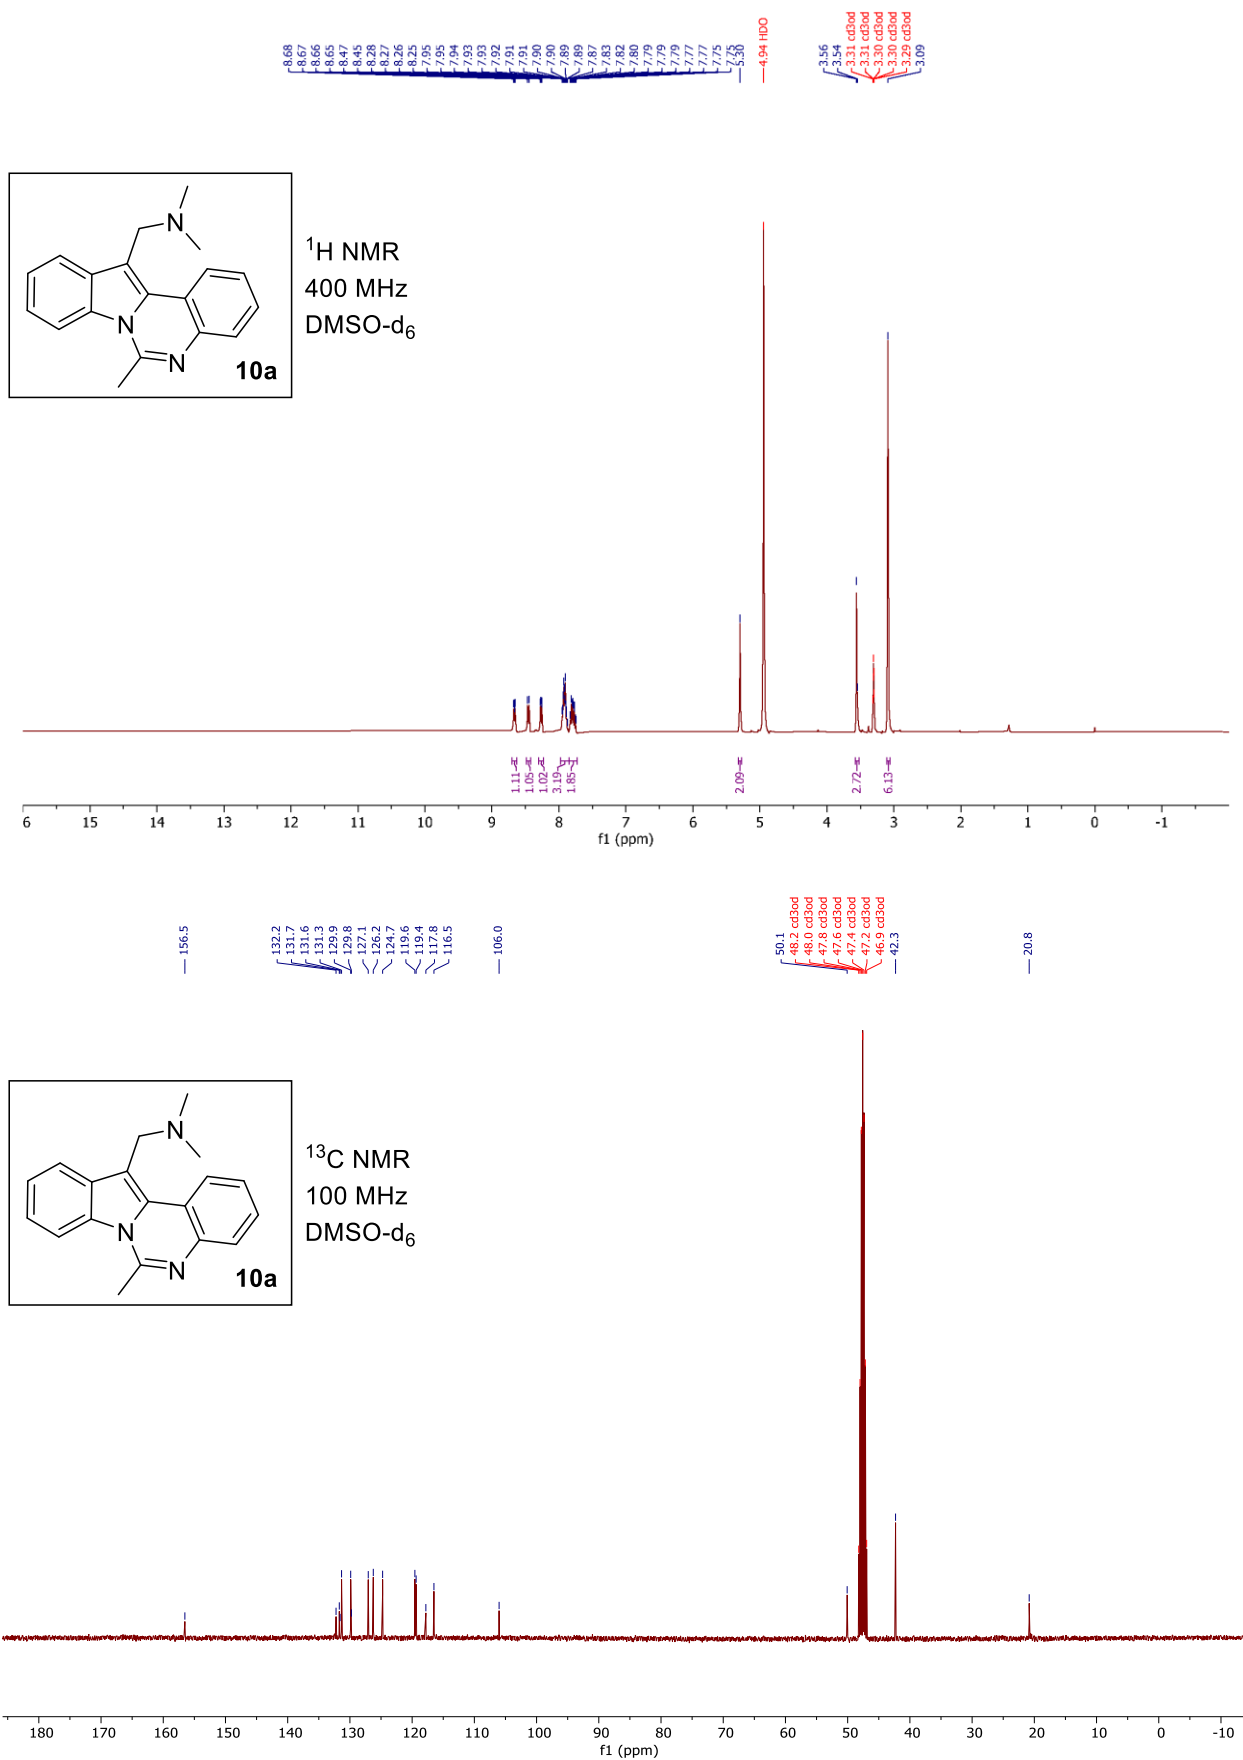 8.68
8.67
8.66
8.65
8.47
8.45
8.28
8.27
8.26
8.25
7.95
7.95
7.94
7.93
7.93
7.92
7.91
7.91
7.90
7.90
7.89
7.89
7.87
7.83
7.82
7.80
7.79
7.79
7.79
7.77
7.77
7.75
7.75
5.30
4.94 HDO
3.56
3.54
3.31 cd3od
3.31 cd3od
3.30 cd3od
3.30 cd3od
3.29 cd3od
3.09
N
N
N
10a
1H NMR
400 MHz
DMSO-d6
1.11
1.05
1.02
3.19
1.85
2.09
2.72
6.13
6 15 14 13 12 11 10 9 8 7 6 5 4 3 2 1 0 -1
f1 (ppm)
156.5
132.2
131.7
131.6
131.3
129.9
129.8
127.1
126.2
124.7
119.6
119.4
117.8
116.5
106.0
50.1
48.2 cd3od
48.0 cd3od
47.8 cd3od
47.6 cd3od
47.4 cd3od
47.2 cd3od
46.9 cd3od
42.3
20.8
N
N
N
10a
13C NMR
100 MHz
DMSO-d6
180 170 160 150 140 130 120 110 100 90 80 70 60 50 40 30 20 10 0 -10
f1 (ppm)